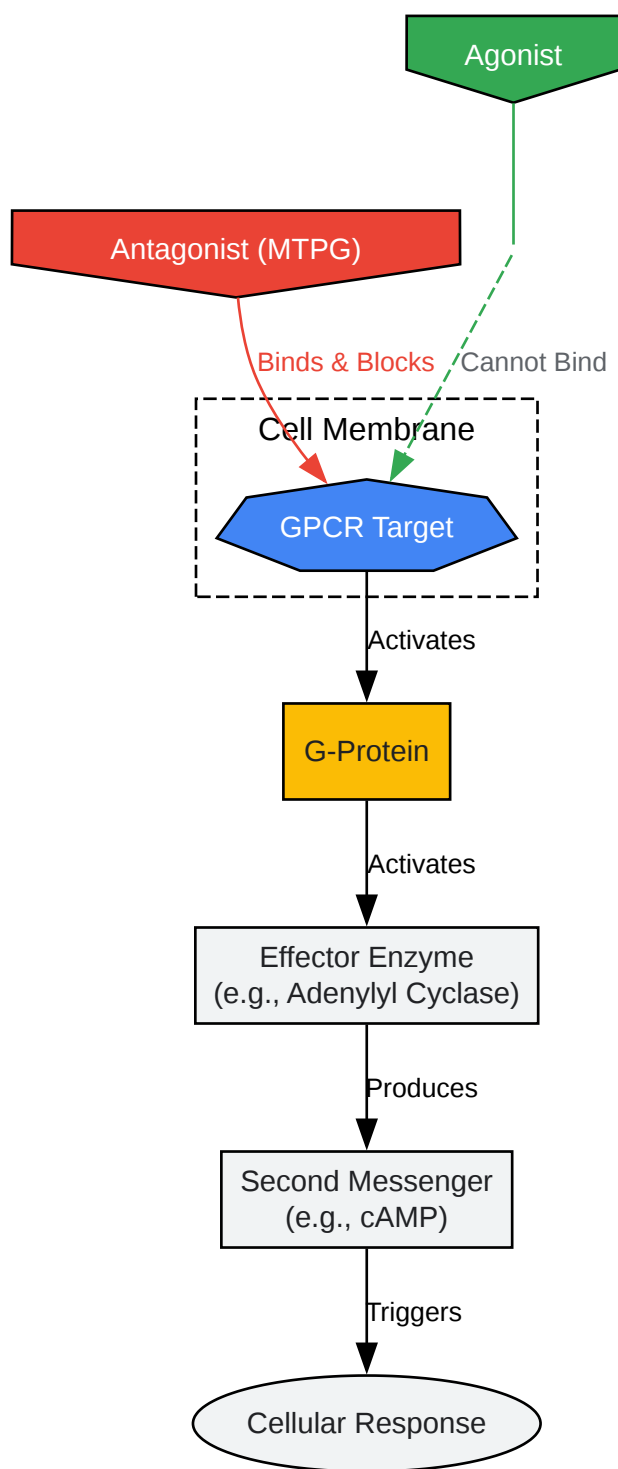 Agonist
Antagonist (MTPG)
Binds & Blocks
Cannot Bind
Cell Membrane
GPCR Target
Activates
G-Protein
Activates
Effector Enzyme
(e.g., Adenylyl Cyclase)
Produces
Second Messenger
(e.g., cAMP)
Triggers
Cellular Response